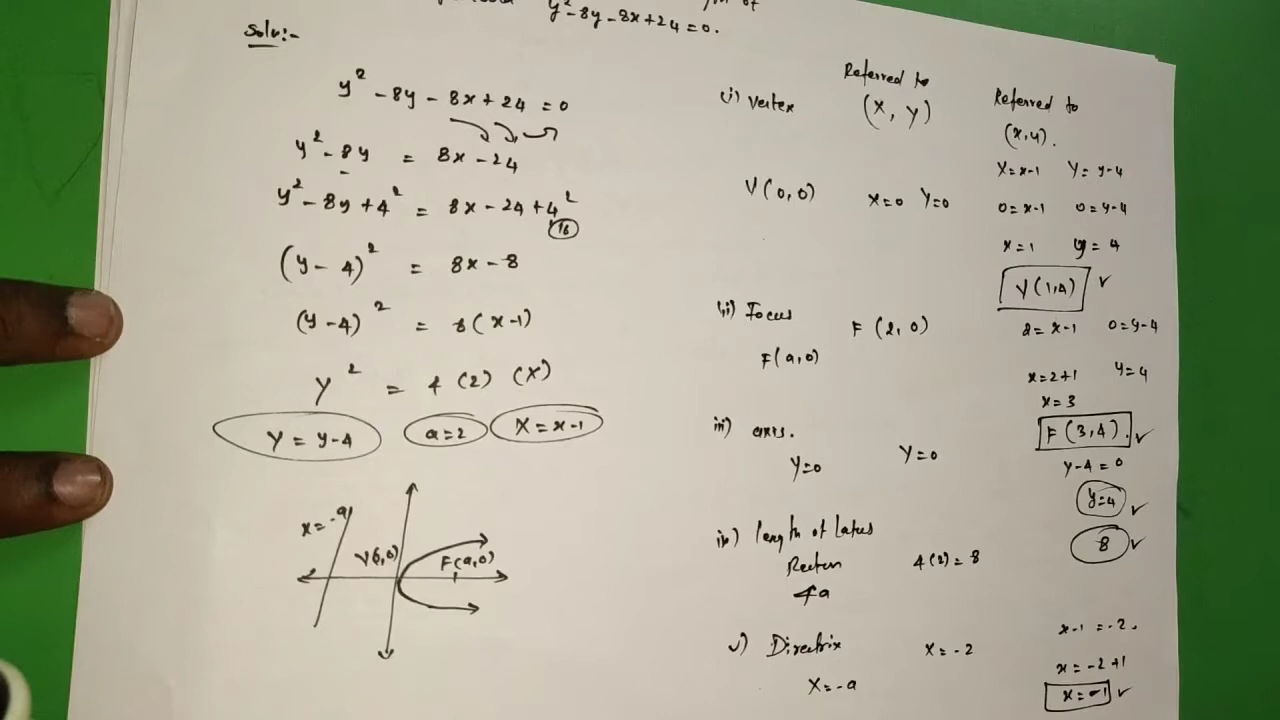 y² - 8y - 8x + 24 = 0.
Solu:-
y² - 8y - 8x + 24 = 0
y² - 8y = 8x - 24
y² - 8y + 4² = 8x - 24 + 4²
16
(y - 4)² = 8x - 8
(y - 4)² = 8(x - 1)
Y² = 4(2)(X)
Y = y-4 a=2 X = x-1
x = -a
V(0,0)
F(a,0)
Referred to
(i) Vertex (X, Y)
Referred to
(x,y).
X=x-1 Y=y-4
V(0,0) X=0 Y=0
0=x-1 0=y-4
x=1 y=4
V(1,4)
(ii) Focus F(2,0)
2=x-1 0=y-4
F(a,0)
x=2+1 y=4
x=3
F(3,4).
iii) axis.
Y=0 Y=0
y-4=0
y=4
iv) length of Latus
Rectum 4(2)=8 8
4a
v) Directrix X=-2
x-1=-2.
x=-2+1
X=-a
x=-1